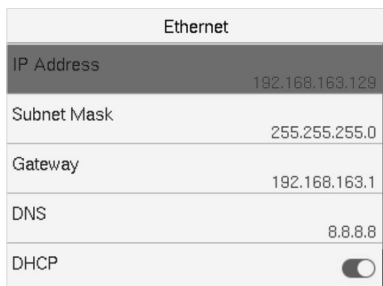 Ethernet
IP Address
192.168.163.129
Subnet Mask
255.255.255.0
Gateway
192.168.163.1
DNS
8.8.8.8
DHCP